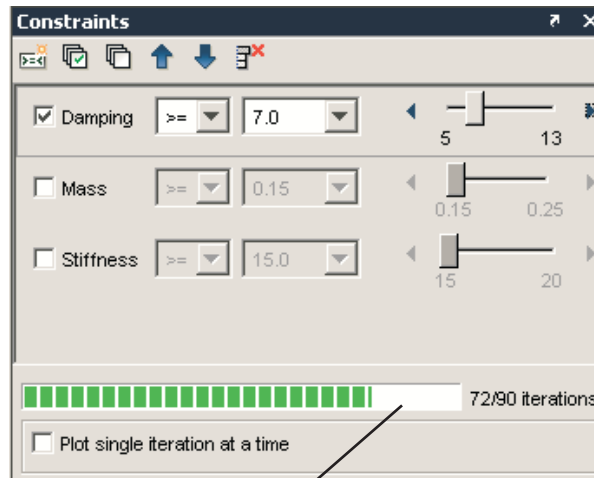 Constraints
Damping >= 7.0
5 13
Mass >= 0.15
0.15 0.25
Stiffness >= 15.0
15 20
72/90 iterations
Plot single iteration at a time